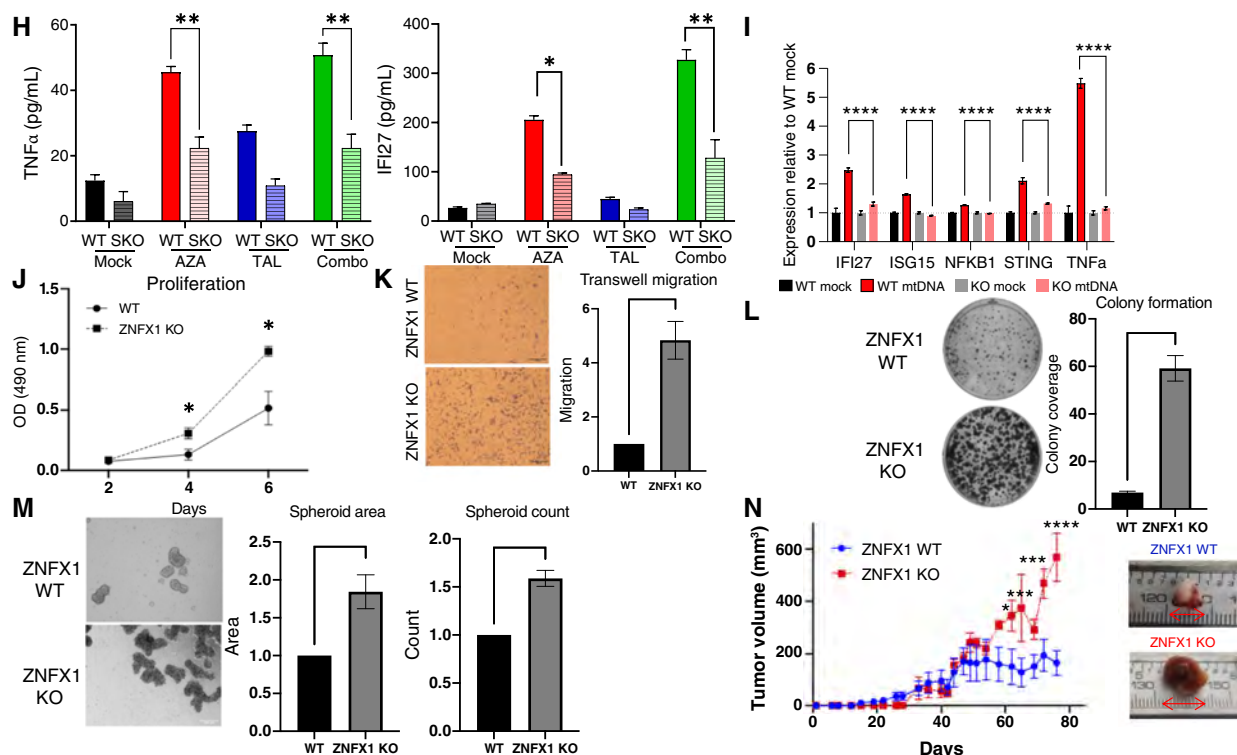 H
TNFα (pg/mL)
60
40
20
0
** **
WT SKO WT SKO WT SKO WT SKO
Mock AZA TAL Combo
IFI27 (pg/mL)
400
300
200
100
0
* **
WT SKO WT SKO WT SKO WT SKO
Mock AZA TAL Combo
I
Expression relative to WT mock
6
5
4
3
2
1
0
**** **** **** **** ****
IFI27 ISG15 NFKB1 STING TNFa
WT mock WT mtDNA KO mock KO mtDNA
J
Proliferation
WT
ZNFX1 KO
OD (490 nm)
1.5
1.0
0.5
0.0
* *
2 4 6
Days
K
ZNFX1 WT
ZNFX1 KO
Transwell migration
Migration
6
4
2
0
WT ZNFX1 KO
L
ZNFX1
WT
ZNFX1
KO
Colony formation
Colony coverage
80
60
40
20
0
WT ZNFX1 KO
M
ZNFX1
WT
ZNFX1
KO
Spheroid area
Area
2.5
2.0
1.5
1.0
0.5
0.0
WT ZNFX1 KO
Spheroid count
Count
2.0
1.5
1.0
0.5
0.0
WT ZNFX1 KO
N
Tumor volume (mm³)
600
400
200
0
ZNFX1 WT
ZNFX1 KO
* *** *** ****
0 20 40 60 80
Days
ZNFX1 WT
120
ZNFX1 KO
130 150